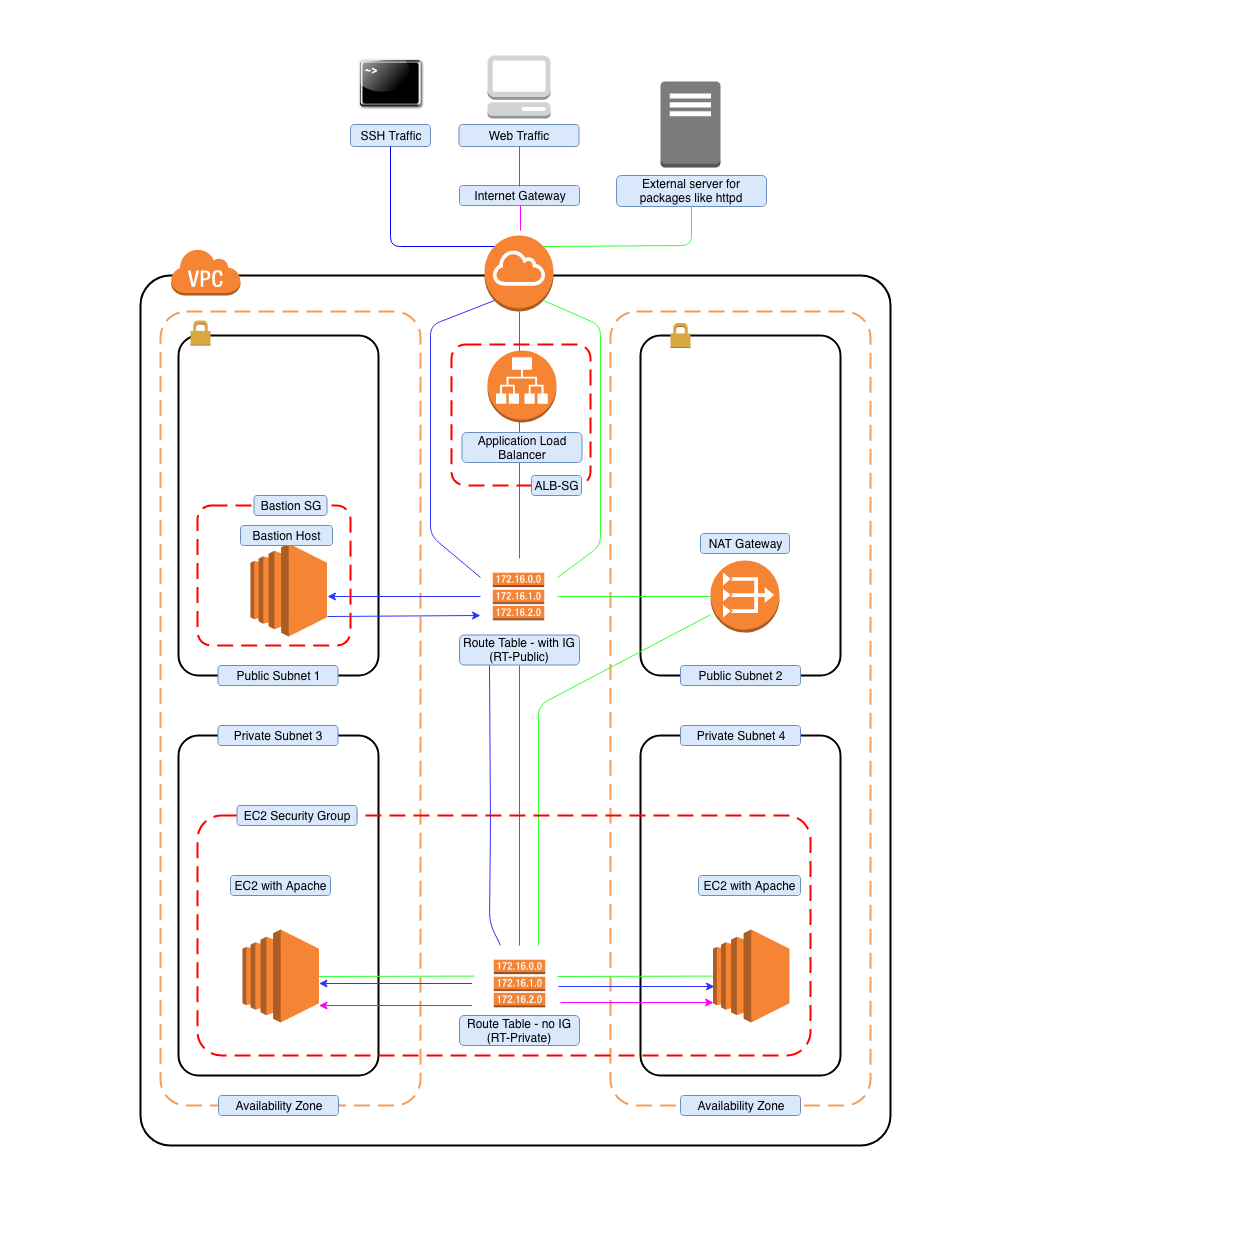 ~>
SSH Traffic
Web Traffic
External server for
packages like httpd
Internet Gateway
VPC
Application Load
Balancer
ALB-SG
Bastion SG
Bastion Host
NAT Gateway
172.16.0.0
172.16.1.0
172.16.2.0
Route Table - with IG
(RT-Public)
Public Subnet 1
Public Subnet 2
Private Subnet 3
Private Subnet 4
EC2 Security Group
EC2 with Apache
EC2 with Apache
172.16.0.0
172.16.1.0
172.16.2.0
Route Table - no IG
(RT-Private)
Availability Zone
Availability Zone